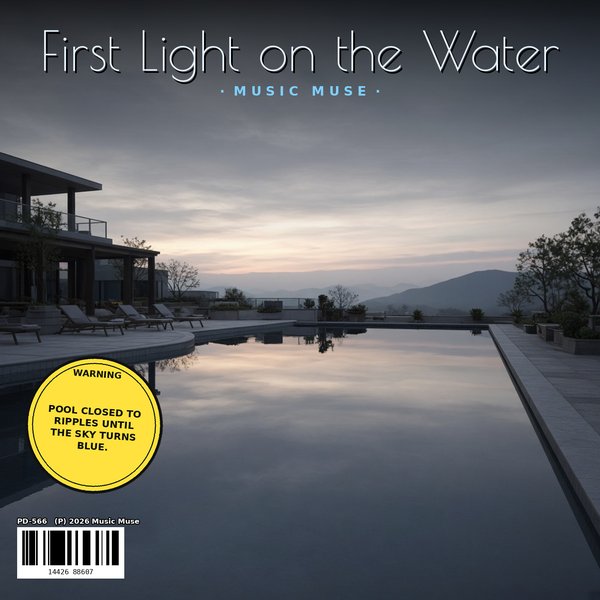 First Light on the Water
· MUSIC MUSE ·
WARNING
POOL CLOSED TO
RIPPLES UNTIL
THE SKY TURNS
BLUE.
PD-566 (P) 2026 Music Muse
14426 88607